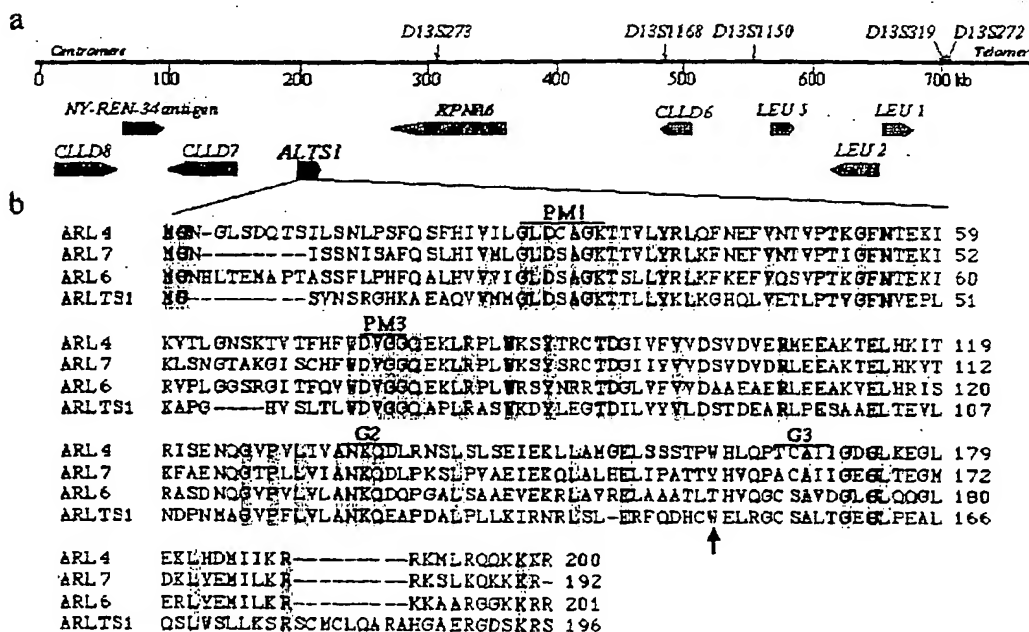 a
D13S273 D13S1168 D13S1150 D13S319 D13S272
Centromere Telomer
0 100 200 300 400 500 600 700 kb
NY-REN-34 antigen KPNA6 CLLD6 LEU 5 LEU 1
CLLD8 CLLD7 ALTS1 LEU 2
b
PM1
ARL4 MGN-GLSDQTSILSNLPSFQSFHIVILGLDCAGKTTVLYRLQFNEFVNTVPTKGFNTEKI 59
ARL7 MGN-------ISSNISAFQSLHIVMLGLDSAGKTTVLYRLKFNEFVNTVPTIGFNTEKI 52
ARL6 MGNHLTEMAPTASSFLPHFQALHVVVIGLDSAGKTSLLYRLKFKEFVQSVPTKGFNTEKI 60
ARLTS1 MG--------SVNSRGHKAEAQVVMMGLDSAGKTTLLYKLKGHQLVETLPTVGFNVEPL 51
PM3
ARL4 KVTLGNSKTVTFHFWDVGGQEKLRPLWKSYTRCTDGIVFVVDSVDVERMEEAKTELHKIT 119
ARL7 KLSNGTAKGISCHFWDVGGQEKLRPLWKSYSRCTDGIIYVVDSVDVDRLEEAKTELHKVT 112
ARL6 RVPLGGSRGITFQVWDVGGQEKLRPLWRSYNRRTDGLVFVVDAAEAERLEEAKVELHRIS 120
ARLTS1 KAPG----HVSLTLWDVGGQAPLRASWKDYLEGTDILVYVLDSTDEARLPESAAELTEVL 107
G2 G3
ARL4 RISENQGVPVLIVANKQDLRNSLSLSEIEKLLAMGELSSSTPWHLQPTCAIIGDGLKEGL 179
ARL7 KFAENQGTPLLVIANKQDLPKSLPVAEIEKQLALHELIPATTYHVQPACAIIGEGLTEGM 172
ARL6 RASDNQGVPVLVLANKQDQPGALSAAEVEKRLAVRELAAATLTHVQGCSAVDGLGLQQGL 180
ARLTS1 NDPNMAGVPFLVLANKQEAPDALPLLKIRNRLSL-ERFQDHCWELRGCSALTGEGLPEAL 166
ARL4 EKLHDMIIKR----------RKMLRQQKKKR 200
ARL7 DKLYEMILKR----------RKSLKQKKKR- 192
ARL6 ERLYEMILKR----------KKAARGGKKRR 201
ARLTS1 QSLWSLLKSRSCMCLQARAHGAERGDSKRS 196